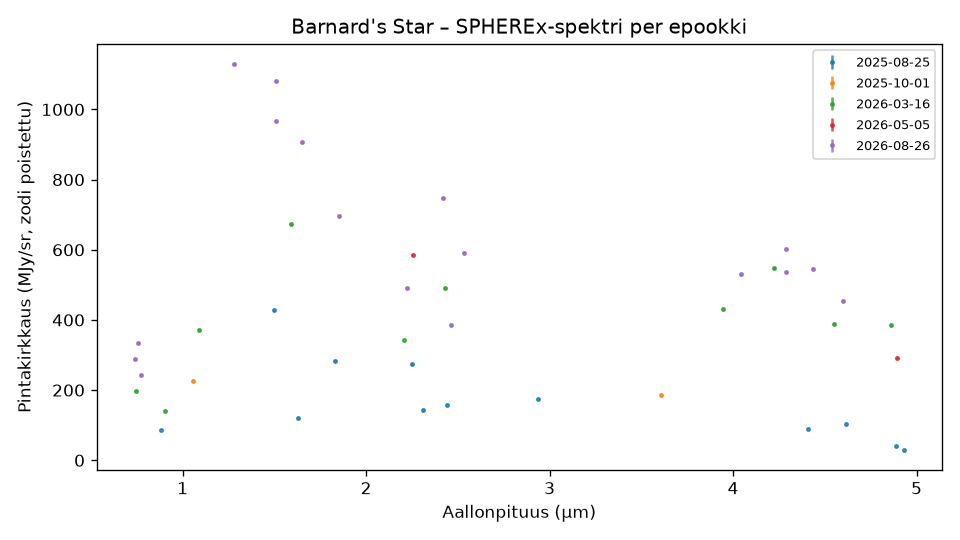 Barnard's Star – SPHEREx-spektri per epookki
Pintakirkkaus (MJy/sr, zodi poistettu)
1000
800
600
400
200
0
2025-08-25
2025-10-01
2026-03-16
2026-05-05
2026-08-26
1 2 3 4 5
Aallonpituus (μm)